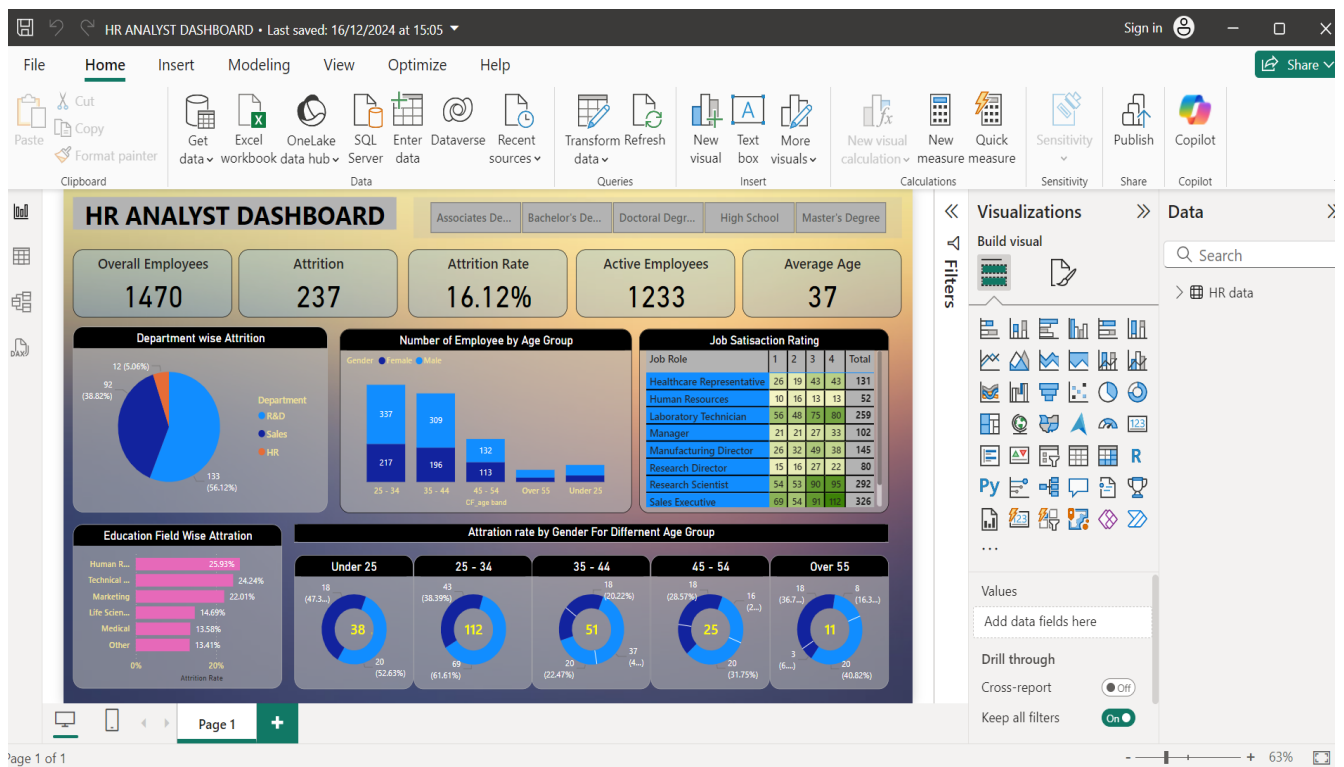 HR ANALYST DASHBOARD • Last saved: 16/12/2024 at 15:05
Sign in
File Home Insert Modeling View Optimize Help
Share
Paste
Cut
Copy
Format painter
Clipboard
Get data
Excel workbook
OneLake data hub
SQL Server
Enter data
Dataverse
Recent sources
Data
Transform data
Refresh
Queries
New visual
Text box
More visuals
Insert
New visual calculation
New measure
Quick measure
Calculations
Sensitivity
Sensitivity
Publish
Share
Copilot
Copilot
HR ANALYST DASHBOARD
Associates De...
Bachelor's De...
Doctoral Degr...
High School
Master's Degree
Overall Employees
1470
Attrition
237
Attrition Rate
16.12%
Active Employees
1233
Average Age
37
Department wise Attrition
12 (5.06%)
92
(38.82%)
133
(56.12%)
Department
R&D
Sales
HR
Number of Employee by Age Group
Gender Female Male
337
217
309
196
132
113
25 - 34 35 - 44 45 - 54 Over 55 Under 25
CF_age band
Job Satisaction Rating
Job Role 1 2 3 4 Total
Healthcare Representative 26 19 43 43 131
Human Resources 10 16 13 13 52
Laboratory Technician 56 48 75 80 259
Manager 21 21 27 33 102
Manufacturing Director 26 32 49 38 145
Research Director 15 16 27 22 80
Research Scientist 54 53 90 95 292
Sales Executive 69 54 91 112 326
Education Field Wise Attration
Human R... 25.93%
Technical ... 24.24%
Marketing 22.01%
Life Scien... 14.69%
Medical 13.58%
Other 13.41%
0% 20%
Attrition Rate
Attration rate by Gender For Differnent Age Group
Under 25
18
(47.3...)
38
20
(52.63%)
25 - 34
43
(38.39%)
112
69
(61.61%)
35 - 44
18
(20.22%)
51
37
(4...)
20
(22.47%)
45 - 54
18
(28.57%)
16
(2...)
25
20
(31.75%)
Over 55
18
(36.7...)
8
(16.3...)
11
3
(6....)
20
(40.82%)
Filters
Visualizations
Build visual
123
R
Py
123
...
Values
Add data fields here
Drill through
Cross-report
Off
Keep all filters
On
Data
Search
HR data
DAX
Page 1
+
Page 1 of 1
- + 63%